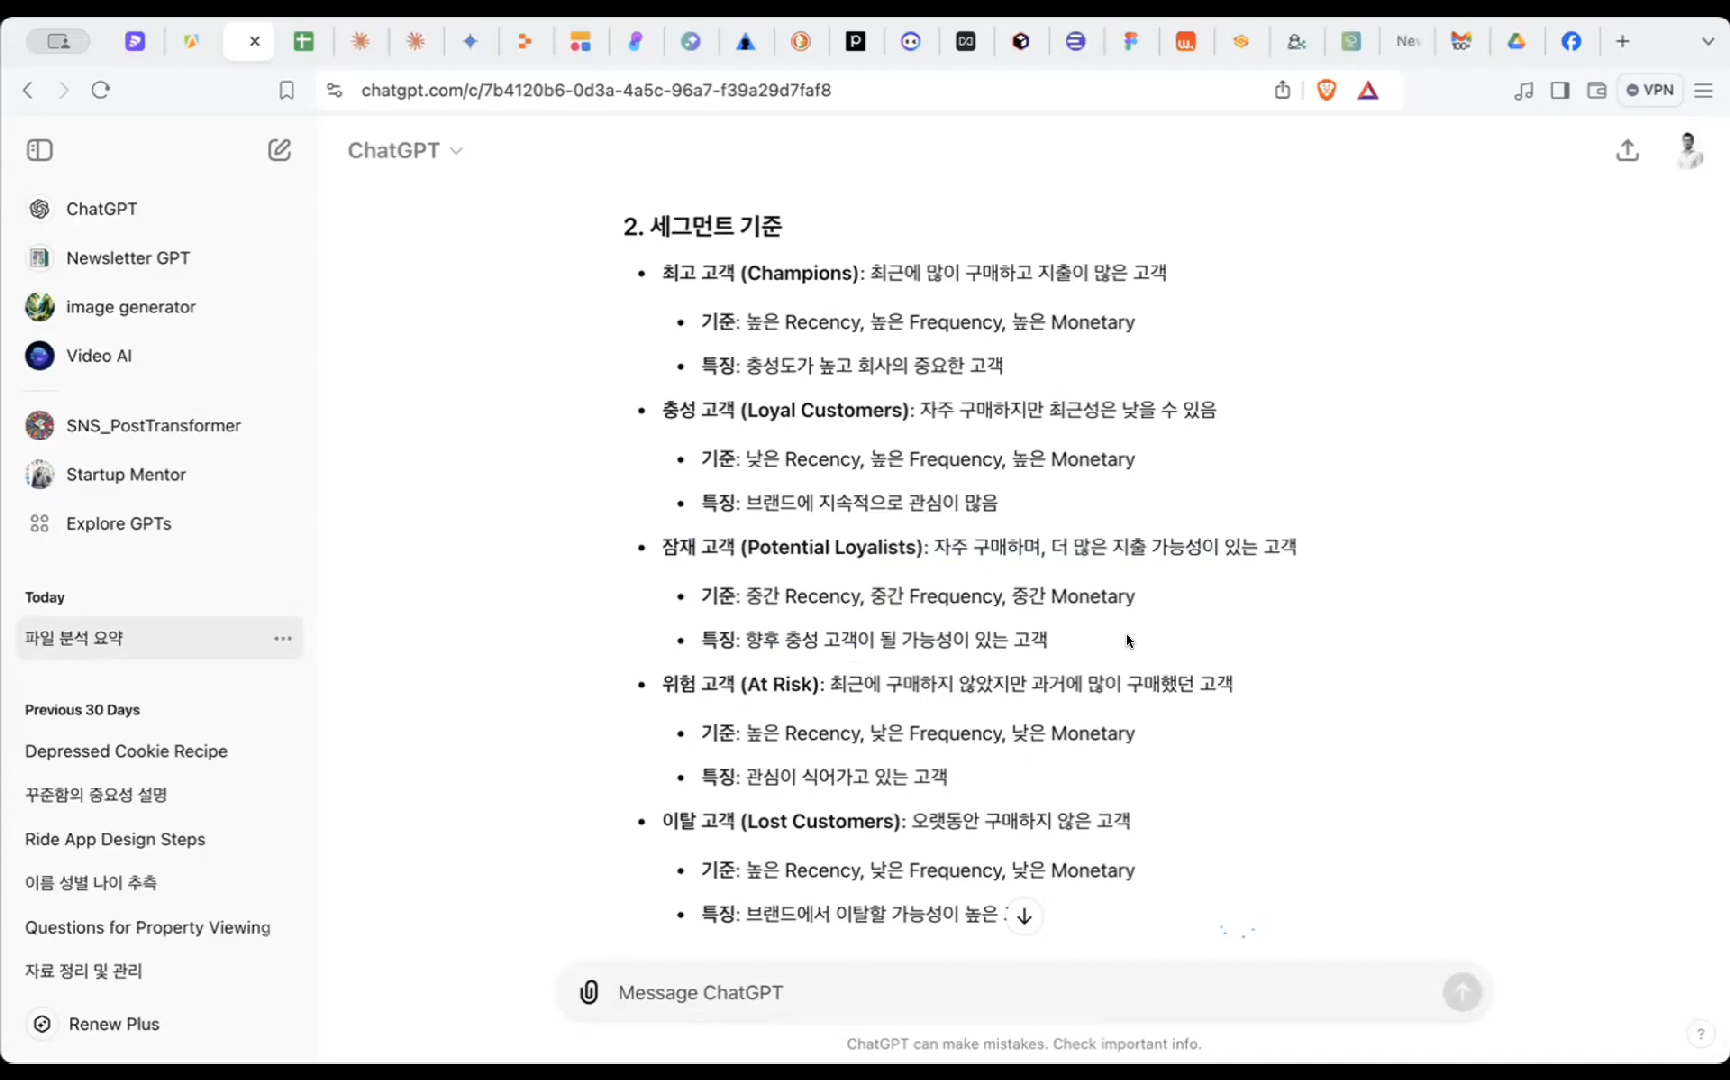 New
chatgpt.com/c/7b4120b6-0d3a-4a5c-96a7-f39a29d7faf8
VPN
ChatGPT
Newsletter GPT
image generator
Video AI
SNS_PostTransformer
Startup Mentor
Explore GPTs
Today
파일 분석 요약
Previous 30 Days
Depressed Cookie Recipe
꾸준함의 중요성 설명
Ride App Design Steps
이름 성별 나이 추측
Questions for Property Viewing
자료 정리 및 관리
Renew Plus
ChatGPT
2. 세그먼트 기준
• 최고 고객 (Champions): 최근에 많이 구매하고 지출이 많은 고객
• 기준: 높은 Recency, 높은 Frequency, 높은 Monetary
• 특징: 충성도가 높고 회사의 중요한 고객
• 충성 고객 (Loyal Customers): 자주 구매하지만 최근성은 낮을 수 있음
• 기준: 낮은 Recency, 높은 Frequency, 높은 Monetary
• 특징: 브랜드에 지속적으로 관심이 많음
• 잠재 고객 (Potential Loyalists): 자주 구매하며, 더 많은 지출 가능성이 있는 고객
• 기준: 중간 Recency, 중간 Frequency, 중간 Monetary
• 특징: 향후 충성 고객이 될 가능성이 있는 고객
• 위험 고객 (At Risk): 최근에 구매하지 않았지만 과거에 많이 구매했던 고객
• 기준: 높은 Recency, 낮은 Frequency, 낮은 Monetary
• 특징: 관심이 식어가고 있는 고객
• 이탈 고객 (Lost Customers): 오랫동안 구매하지 않은 고객
• 기준: 높은 Recency, 낮은 Frequency, 낮은 Monetary
• 특징: 브랜드에서 이탈할 가능성이 높은
Message ChatGPT
ChatGPT can make mistakes. Check important info.
?